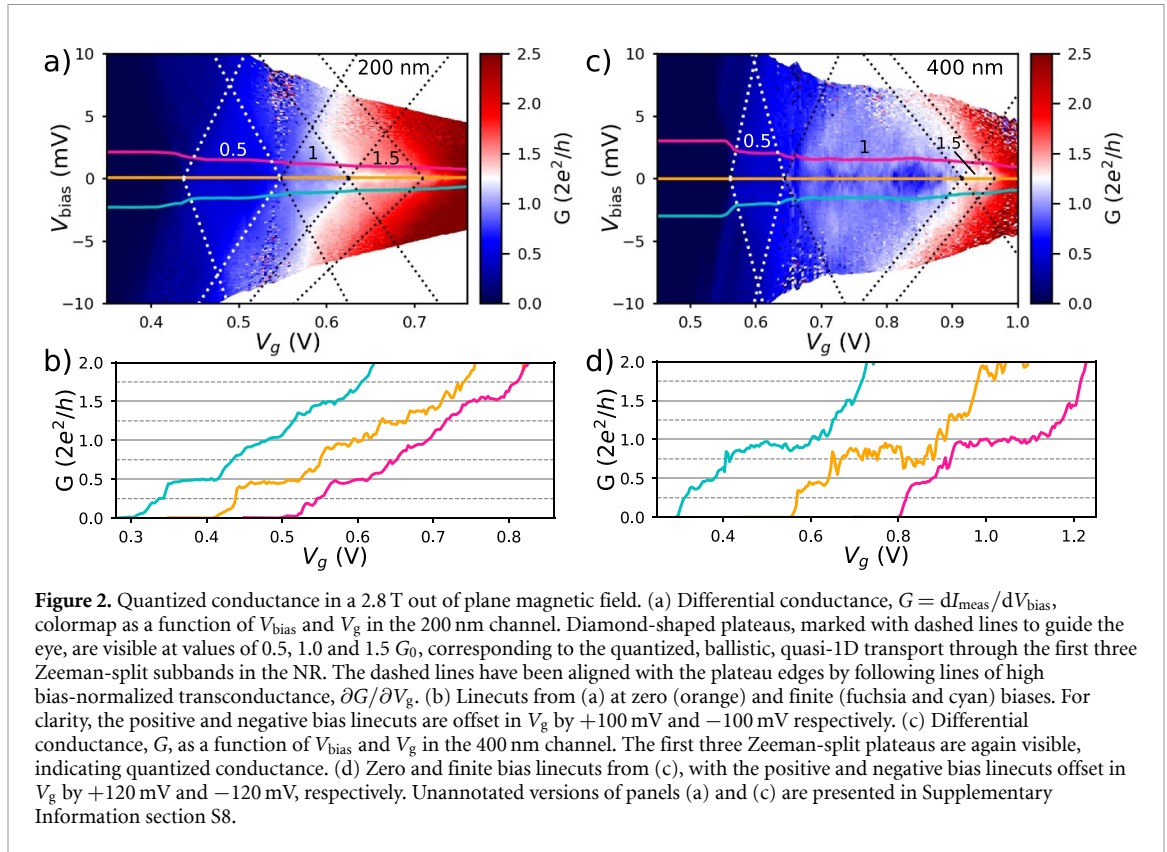 a)
200 nm
10
5
0
−5
−10
V_bias (mV)
0.5
1
1.5
0.4
0.5
0.6
0.7
V_g (V)
2.5
2.0
1.5
1.0
0.5
0.0
G (2e²/h)
c)
400 nm
10
5
0
−5
−10
V_bias (mV)
0.5
1
1.5
0.5
0.6
0.7
0.8
0.9
1.0
V_g (V)
2.5
2.0
1.5
1.0
0.5
0.0
G (2e²/h)
b)
2.0
1.5
1.0
0.5
0.0
G (2e²/h)
0.3
0.4
0.5
0.6
0.7
0.8
V_g (V)
d)
2.0
1.5
1.0
0.5
0.0
G (2e²/h)
0.4
0.6
0.8
1.0
1.2
V_g (V)
Figure 2. Quantized conductance in a 2.8 T out of plane magnetic field. (a) Differential conductance, G = dI_meas/dV_bias,
colormap as a function of V_bias and V_g in the 200 nm channel. Diamond-shaped plateaus, marked with dashed lines to guide the
eye, are visible at values of 0.5, 1.0 and 1.5 G₀, corresponding to the quantized, ballistic, quasi-1D transport through the first three
Zeeman-split subbands in the NR. The dashed lines have been aligned with the plateau edges by following lines of high
bias-normalized transconductance, ∂G/∂V_g. (b) Linecuts from (a) at zero (orange) and finite (fuchsia and cyan) biases. For
clarity, the positive and negative bias linecuts are offset in V_g by +100 mV and −100 mV respectively. (c) Differential
conductance, G, as a function of V_bias and V_g in the 400 nm channel. The first three Zeeman-split plateaus are again visible,
indicating quantized conductance. (d) Zero and finite bias linecuts from (c), with the positive and negative bias linecuts offset in
V_g by +120 mV and −120 mV, respectively. Unannotated versions of panels (a) and (c) are presented in Supplementary
Information section S8.